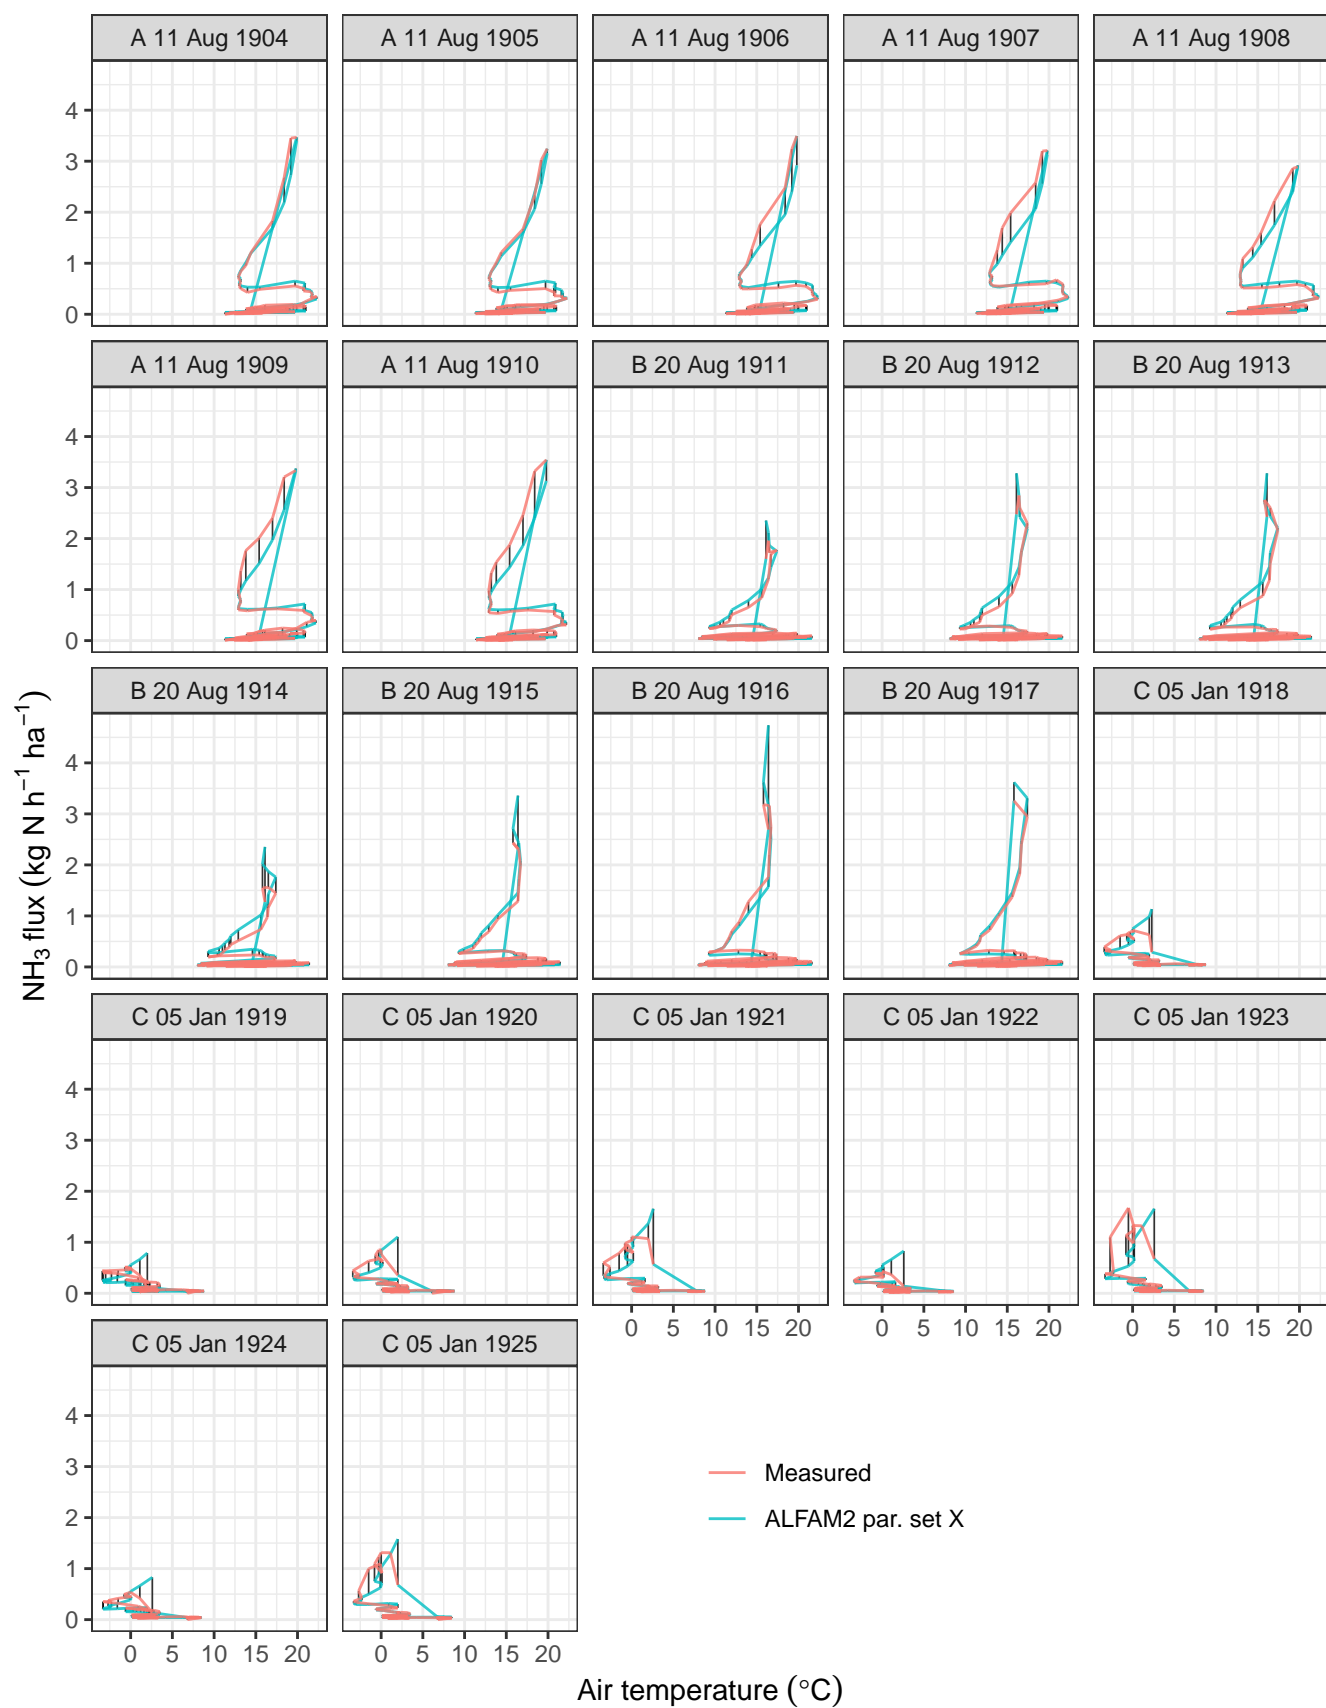 A 11 Aug 1904 A 11 Aug 1905 A 11 Aug 1906 A 11 Aug 1907 A 11 Aug 1908
4
3
2
1
0
A 11 Aug 1909 A 11 Aug 1910 B 20 Aug 1911 B 20 Aug 1912 B 20 Aug 1913
4
3
2
1
0
B 20 Aug 1914 B 20 Aug 1915 B 20 Aug 1916 B 20 Aug 1917 C 05 Jan 1918
4
3
2
1
0
C 05 Jan 1919 C 05 Jan 1920 C 05 Jan 1921 C 05 Jan 1922 C 05 Jan 1923
4
3
2
1
0
0 5 10 15 20 0 5 10 15 20 0 5 10 15 20
C 05 Jan 1924 C 05 Jan 1925
4
3
2
1
0
0 5 10 15 20 0 5 10 15 20
NH₃ flux (kg N h⁻¹ ha⁻¹)
Air temperature (°C)
Measured
ALFAM2 par. set X